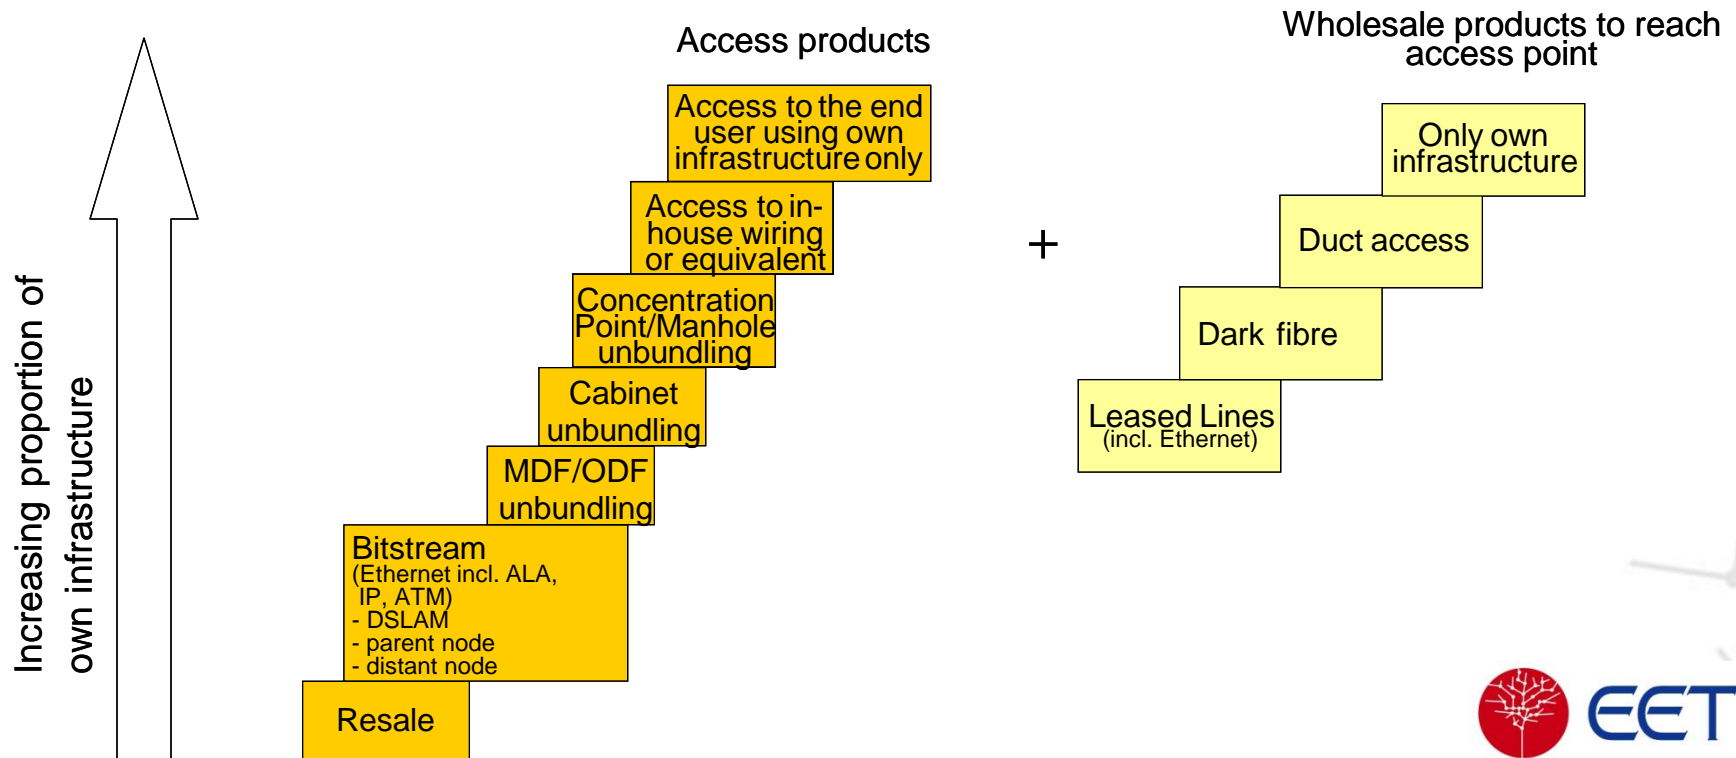 Access products
Wholesale products to reach
access point
Increasing proportion of
own infrastructure
Access to the end
user using own
infrastructure only
Access to in-
house wiring
or equivalent
Concentration
Point/Manhole
unbundling
Cabinet
unbundling
MDF/ODF
unbundling
Bitstream
(Ethernet incl. ALA,
IP, ATM)
- DSLAM
- parent node
- distant node
Resale
+
Only own
infrastructure
Duct access
Dark fibre
Leased Lines
(incl. Ethernet)
EET